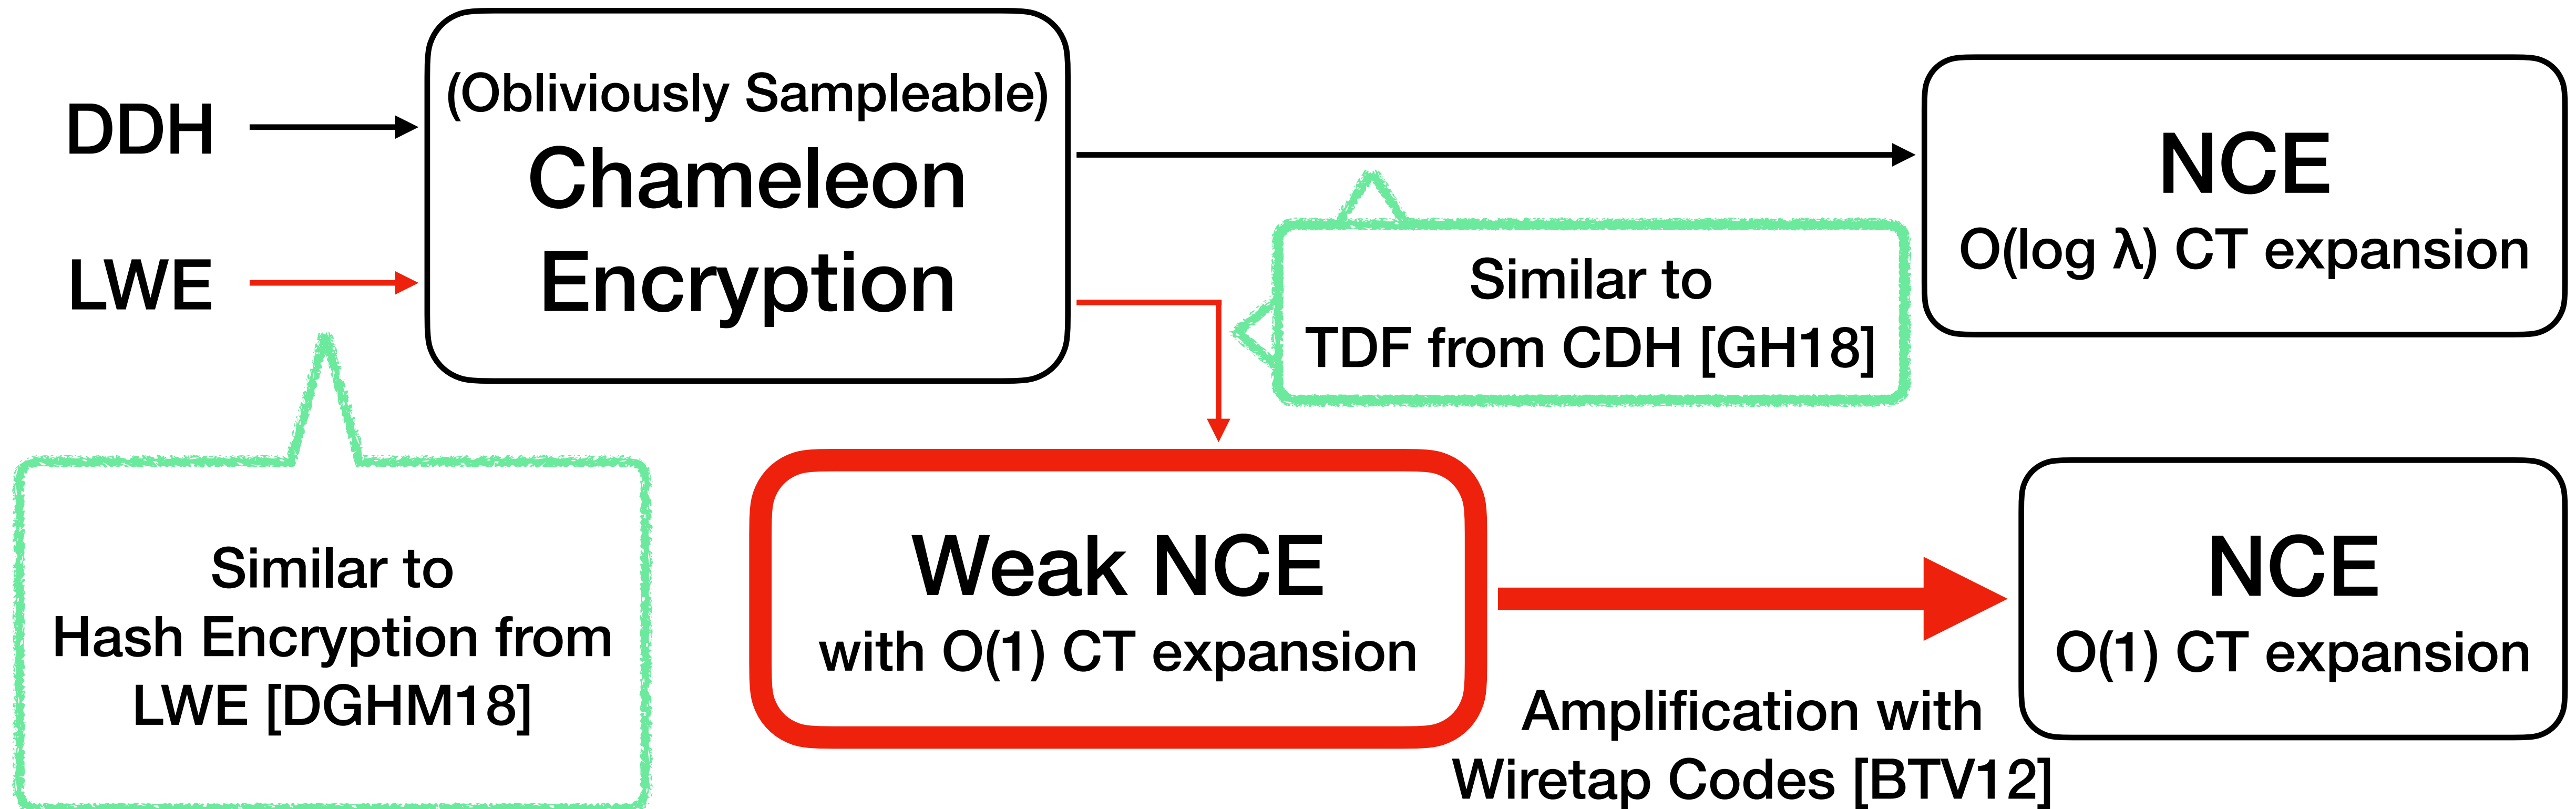 DDH
LWE
(Obliviously Sampleable)
Chameleon
Encryption
NCE
O(log λ) CT expansion
Similar to
TDF from CDH [GH18]
Similar to
Hash Encryption from
LWE [DGHM18]
Weak NCE
with O(1) CT expansion
Amplification with
Wiretap Codes [BTV12]
NCE
O(1) CT expansion